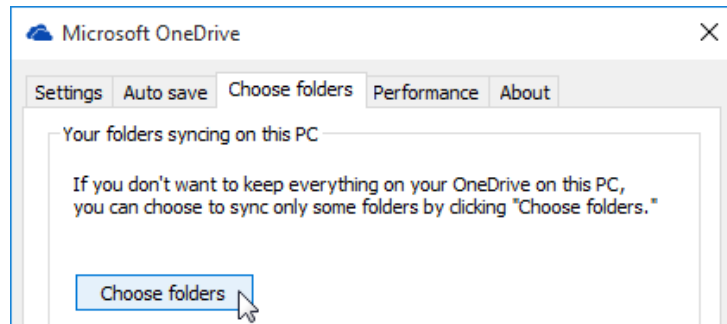 Microsoft OneDrive
Settings Auto save Choose folders Performance About
Your folders syncing on this PC
If you don't want to keep everything on your OneDrive on this PC,
you can choose to sync only some folders by clicking "Choose folders."
Choose folders